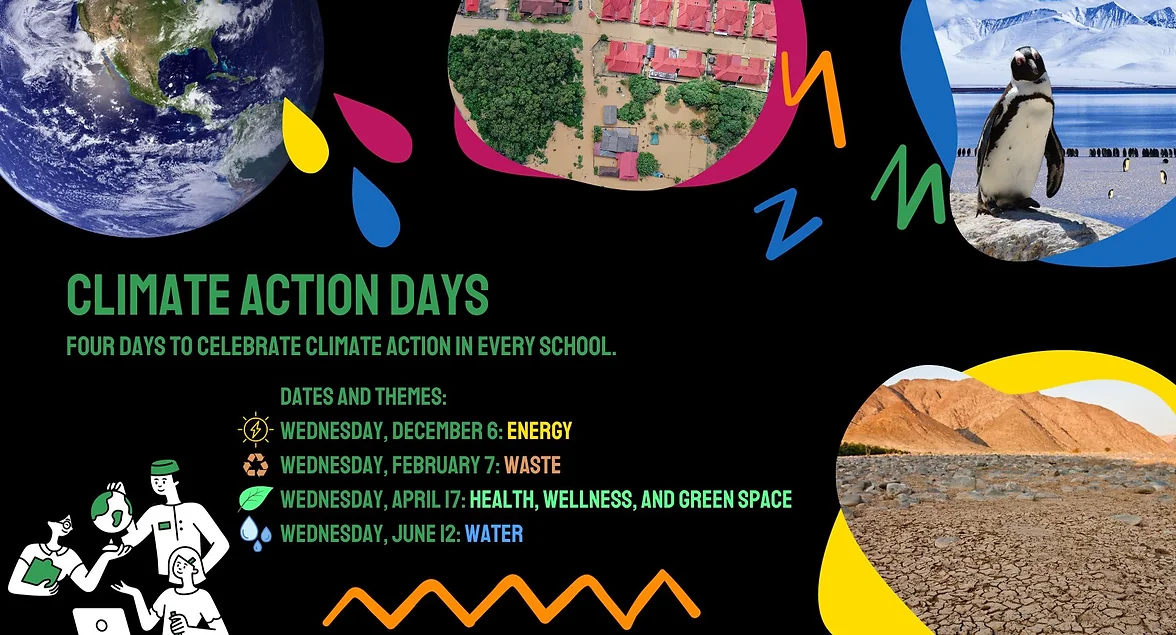 CLIMATE ACTION DAYS
FOUR DAYS TO CELEBRATE CLIMATE ACTION IN EVERY SCHOOL.
DATES AND THEMES:
WEDNESDAY, DECEMBER 6: ENERGY
WEDNESDAY, FEBRUARY 7: WASTE
WEDNESDAY, APRIL 17: HEALTH, WELLNESS, AND GREEN SPACE
WEDNESDAY, JUNE 12: WATER